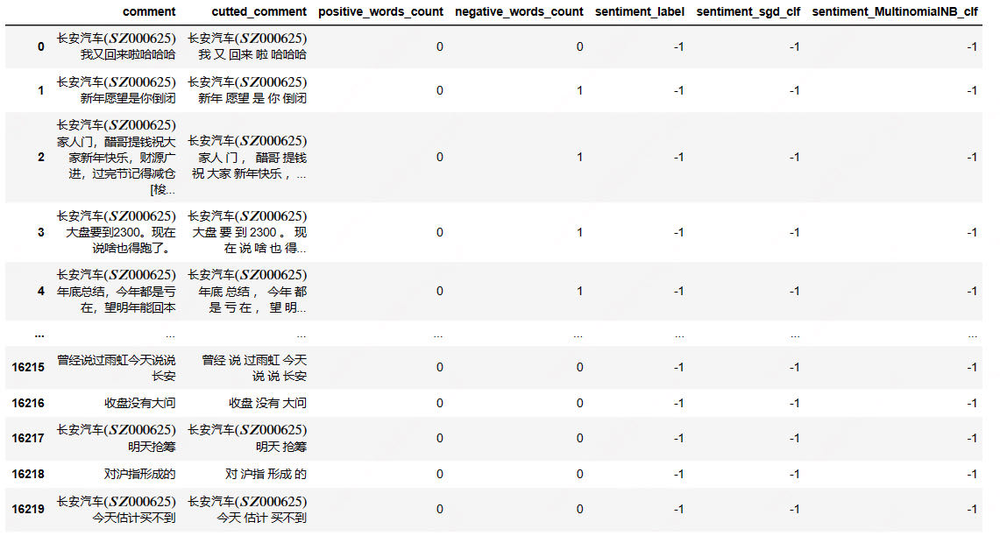 comment cutted_comment positive_words_count negative_words_count sentiment_label sentiment_sgd_clf sentiment_MultinomialNB_clf
长安汽车(SZ000625) 长安汽车(SZ000625)
0 0 0 -1 -1 -1
我又回来啦哈哈哈 我 又 回来 啦 哈哈哈
长安汽车(SZ000625) 长安汽车(SZ000625)
1 0 1 -1 -1 -1
新年愿望是你倒闭 新年 愿望 是 你 倒闭
长安汽车(SZ000625)
家人门，醋哥提钱祝大 长安汽车(SZ000625)
2 家新年快乐，财源广 家人 门 ， 醋哥 提钱 0 1 -1 -1 -1
进，过完节记得减仓 祝 大家 新年快乐 ，...
[梭...
长安汽车(SZ000625) 长安汽车(SZ000625)
3 大盘要到2300。现在 大盘 要 到 2300 。 现 0 1 -1 -1 -1
说啥也得跑了。 在 说 啥 也 得...
长安汽车(SZ000625) 长安汽车(SZ000625)
4 年底总结，今年都是亏 年底 总结 ， 今年 都 0 1 -1 -1 -1
在，望明年能回本 是 亏 在 ， 望 明...
... ... ... ... ... ... ... ...
曾经说过雨虹今天说说 曾经 说 过雨虹 今天
16215 0 0 -1 -1 -1
长安 说 说 长安
16216 收盘没有大问 收盘 没有 大问 0 0 -1 -1 -1
长安汽车(SZ000625) 长安汽车(SZ000625)
16217 0 0 -1 -1 -1
明天抢筹 明天 抢筹
16218 对沪指形成的 对 沪指 形成 的 0 0 -1 -1 -1
长安汽车(SZ000625) 长安汽车(SZ000625)
16219 0 0 -1 -1 -1
今天估计买不到 今天 估计 买不到